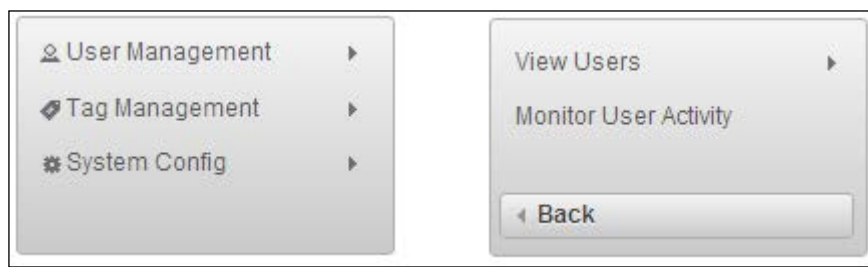 User Management
Tag Management
System Config
View Users
Monitor User Activity
Back